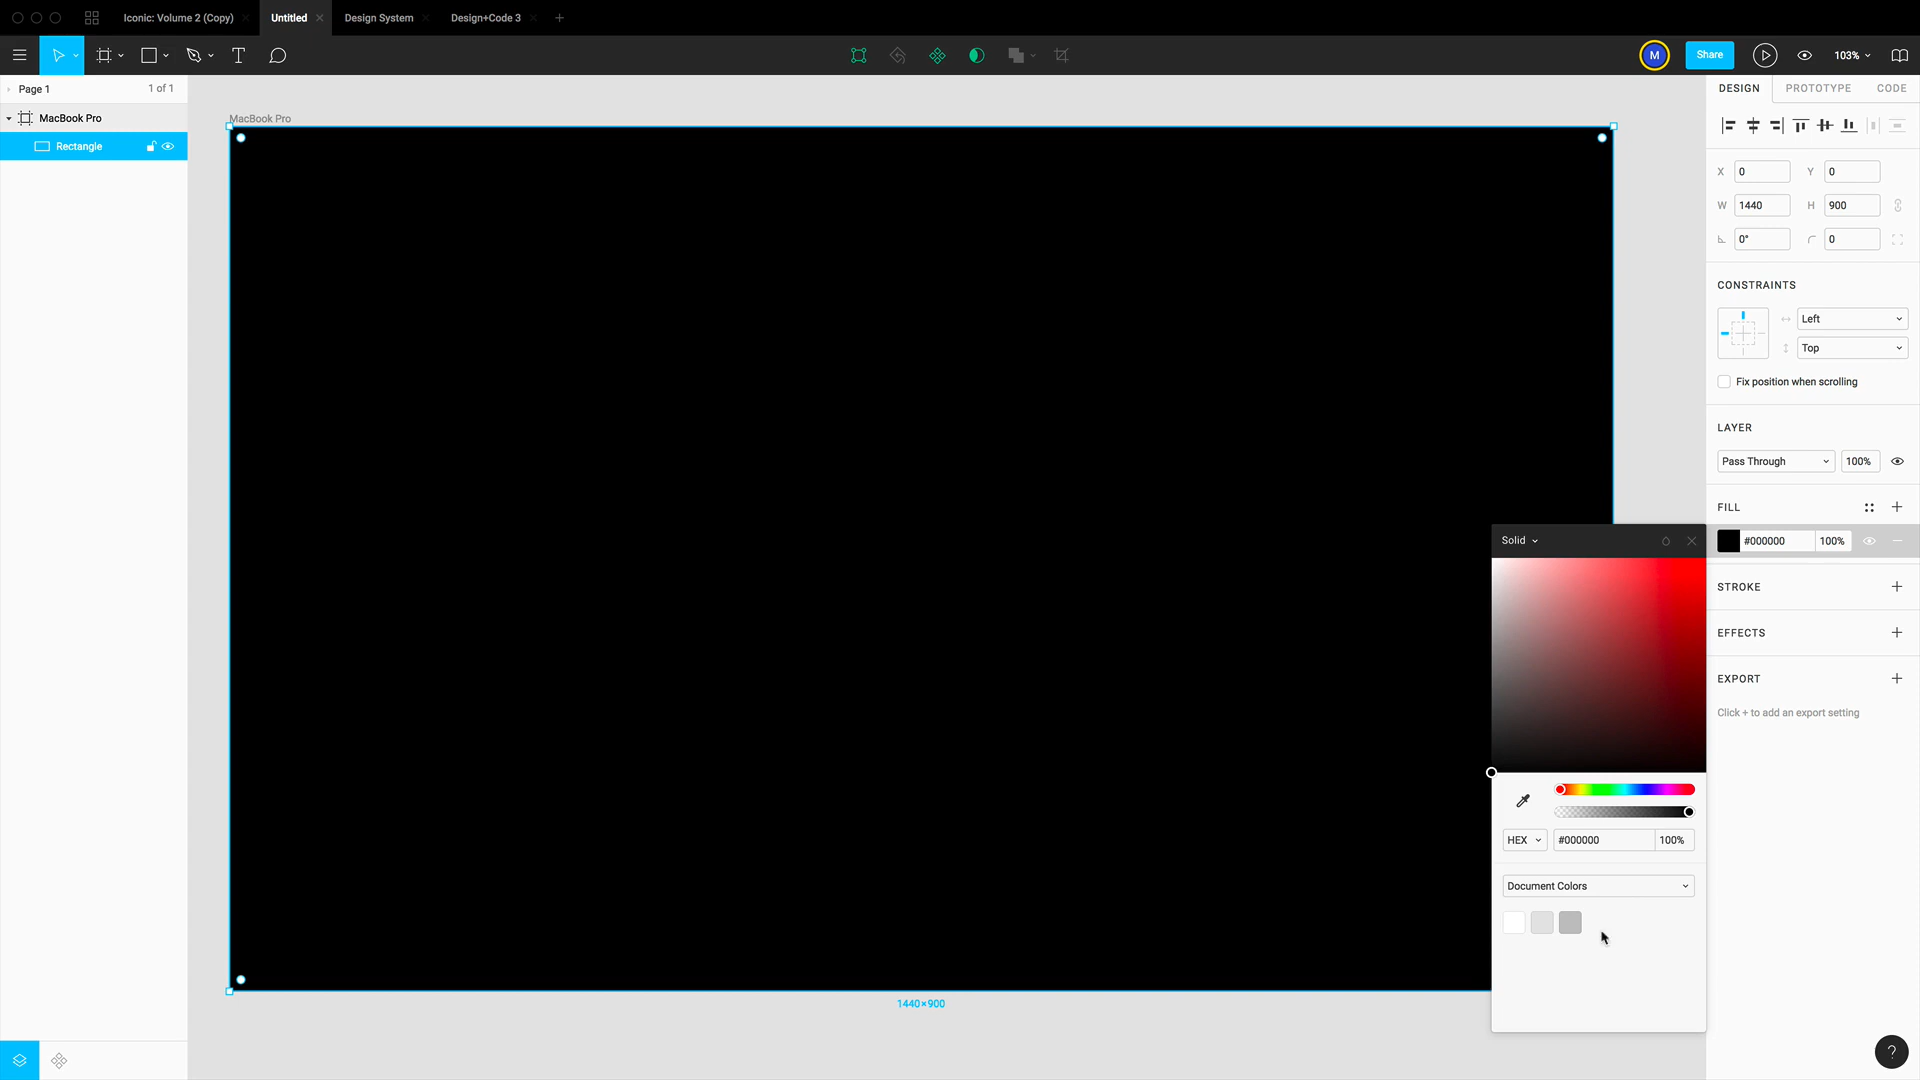 Iconic: Volume 2 (Copy)
Untitled
Design System
Design+Code 3
T
M
Share
103%
Page 1
1 of 1
MacBook Pro
Rectangle
MacBook Pro
1440×900
DESIGN
PROTOTYPE
CODE
X 0
Y 0
W 1440
H 900
0°
0
CONSTRAINTS
Left
Top
Fix position when scrolling
LAYER
Pass Through
100%
FILL
#000000
100%
STROKE
EFFECTS
EXPORT
Click + to add an export setting
Solid
HEX
#000000
100%
Document Colors
?